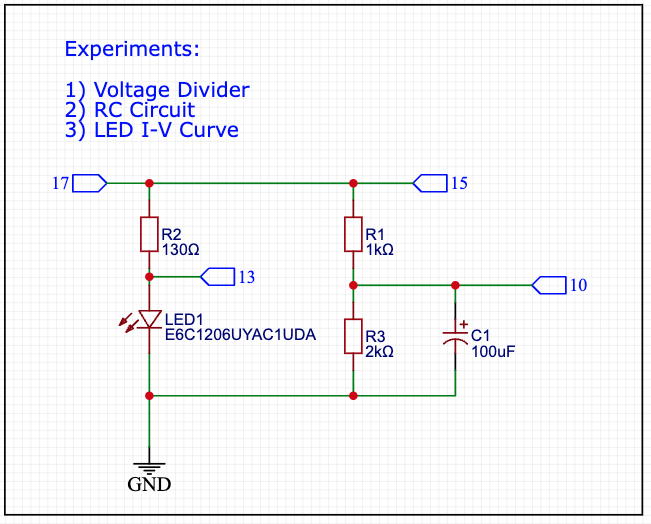 Experiments:
1) Voltage Divider
2) RC Circuit
3) LED I-V Curve
17
15
R2
130Ω
R1
1kΩ
13
10
LED1
E6C1206UYAC1UDA
R3
2kΩ
+
C1
100uF
GND